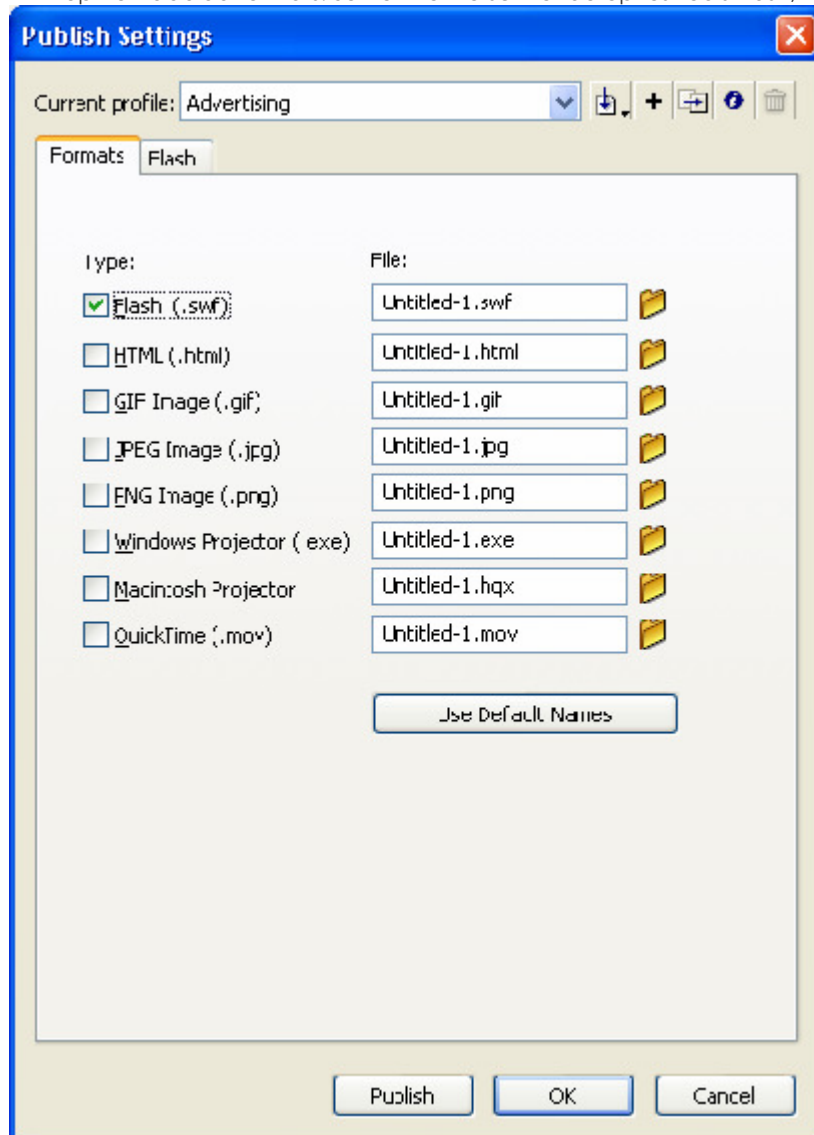 Publish Settings
Current profile: Advertising
Formats Flash
Type: File:
Flash (.swf) Untitled-1.swf
HTML (.html) Untitled-1.html
GIF Image (.gif) Untitled-1.gif
JPEG Image (.jpg) Untitled-1.jpg
PNG Image (.png) Untitled-1.png
Windows Projector (.exe) Untitled-1.exe
Macintosh Projector Untitled-1.hqx
QuickTime (.mov) Untitled-1.mov
Use Default Names
Publish OK Cancel